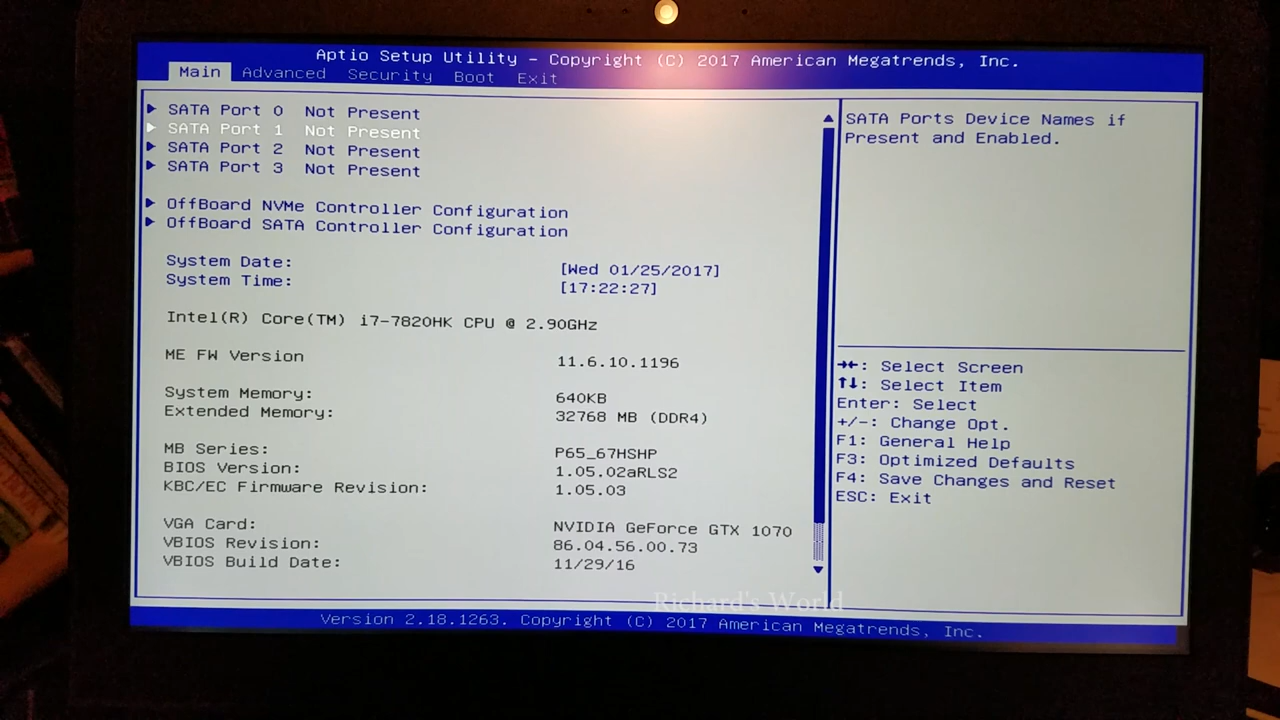 Aptio Setup Utility - Copyright (C) 2017 American Megatrends, Inc.
Main Advanced Security Boot Exit
SATA Port 0 Not Present
SATA Port 1 Not Present
SATA Port 2 Not Present
SATA Port 3 Not Present
OffBoard NVMe Controller Configuration
OffBoard SATA Controller Configuration
System Date: [Wed 01/25/2017]
System Time: [17:22:27]
Intel(R) Core(TM) i7-7820HK CPU @ 2.90GHz
ME FW Version 11.6.10.1196
System Memory: 640KB
Extended Memory: 32768 MB (DDR4)
MB Series: P65_67HSHP
BIOS Version: 1.05.02aRLS2
KBC/EC Firmware Revision: 1.05.03
VGA Card: NVIDIA GeForce GTX 1070
VBIOS Revision: 86.04.56.00.73
VBIOS Build Date: 11/29/16
SATA Ports Device Names if
Present and Enabled.
→←: Select Screen
↑↓: Select Item
Enter: Select
+/-: Change Opt.
F1: General Help
F3: Optimized Defaults
F4: Save Changes and Reset
ESC: Exit
Richard's World
Version 2.18.1263. Copyright (C) 2017 American Megatrends, Inc.